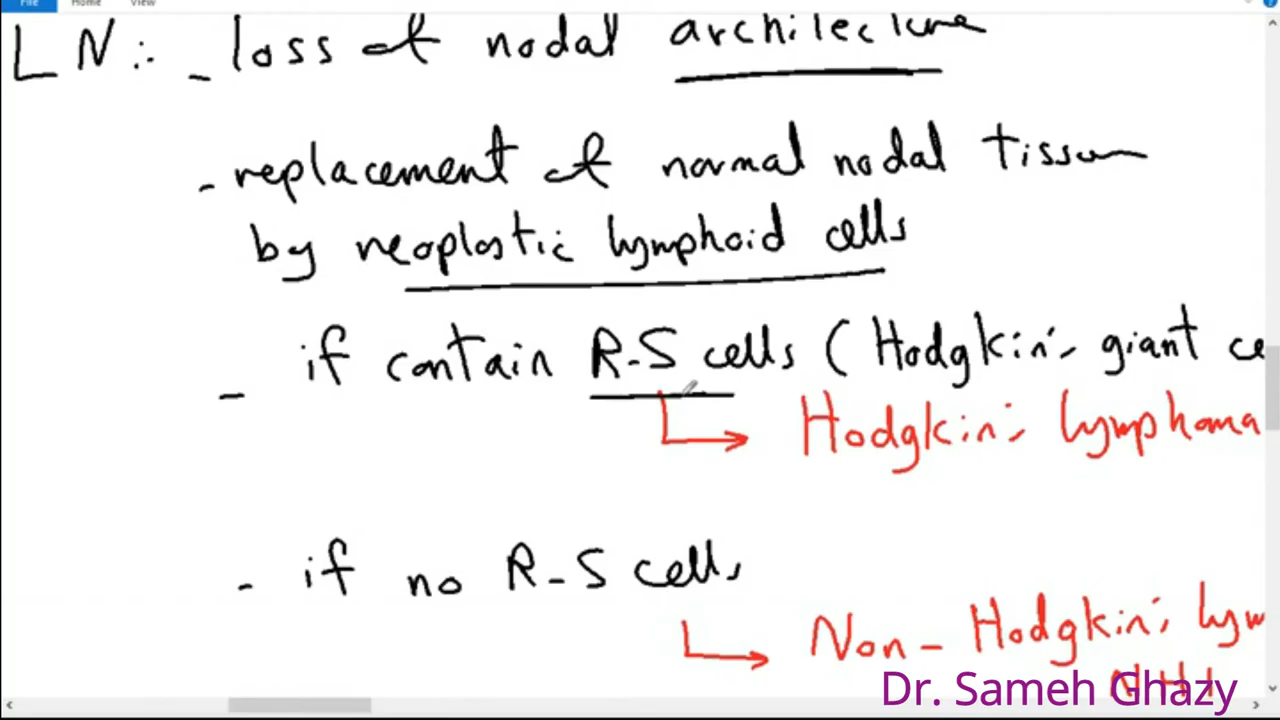 File Home View
LN:- - loss of nodal architecture
- replacement of normal nodal tissue
by neoplastic lymphoid cells
- if contain R-S cells (Hodgkin's giant ce
Hodgkin's lymphoma
- if no R-S cells
Non-Hodgkin's lym
NHL
Dr. Sameh Ghazy